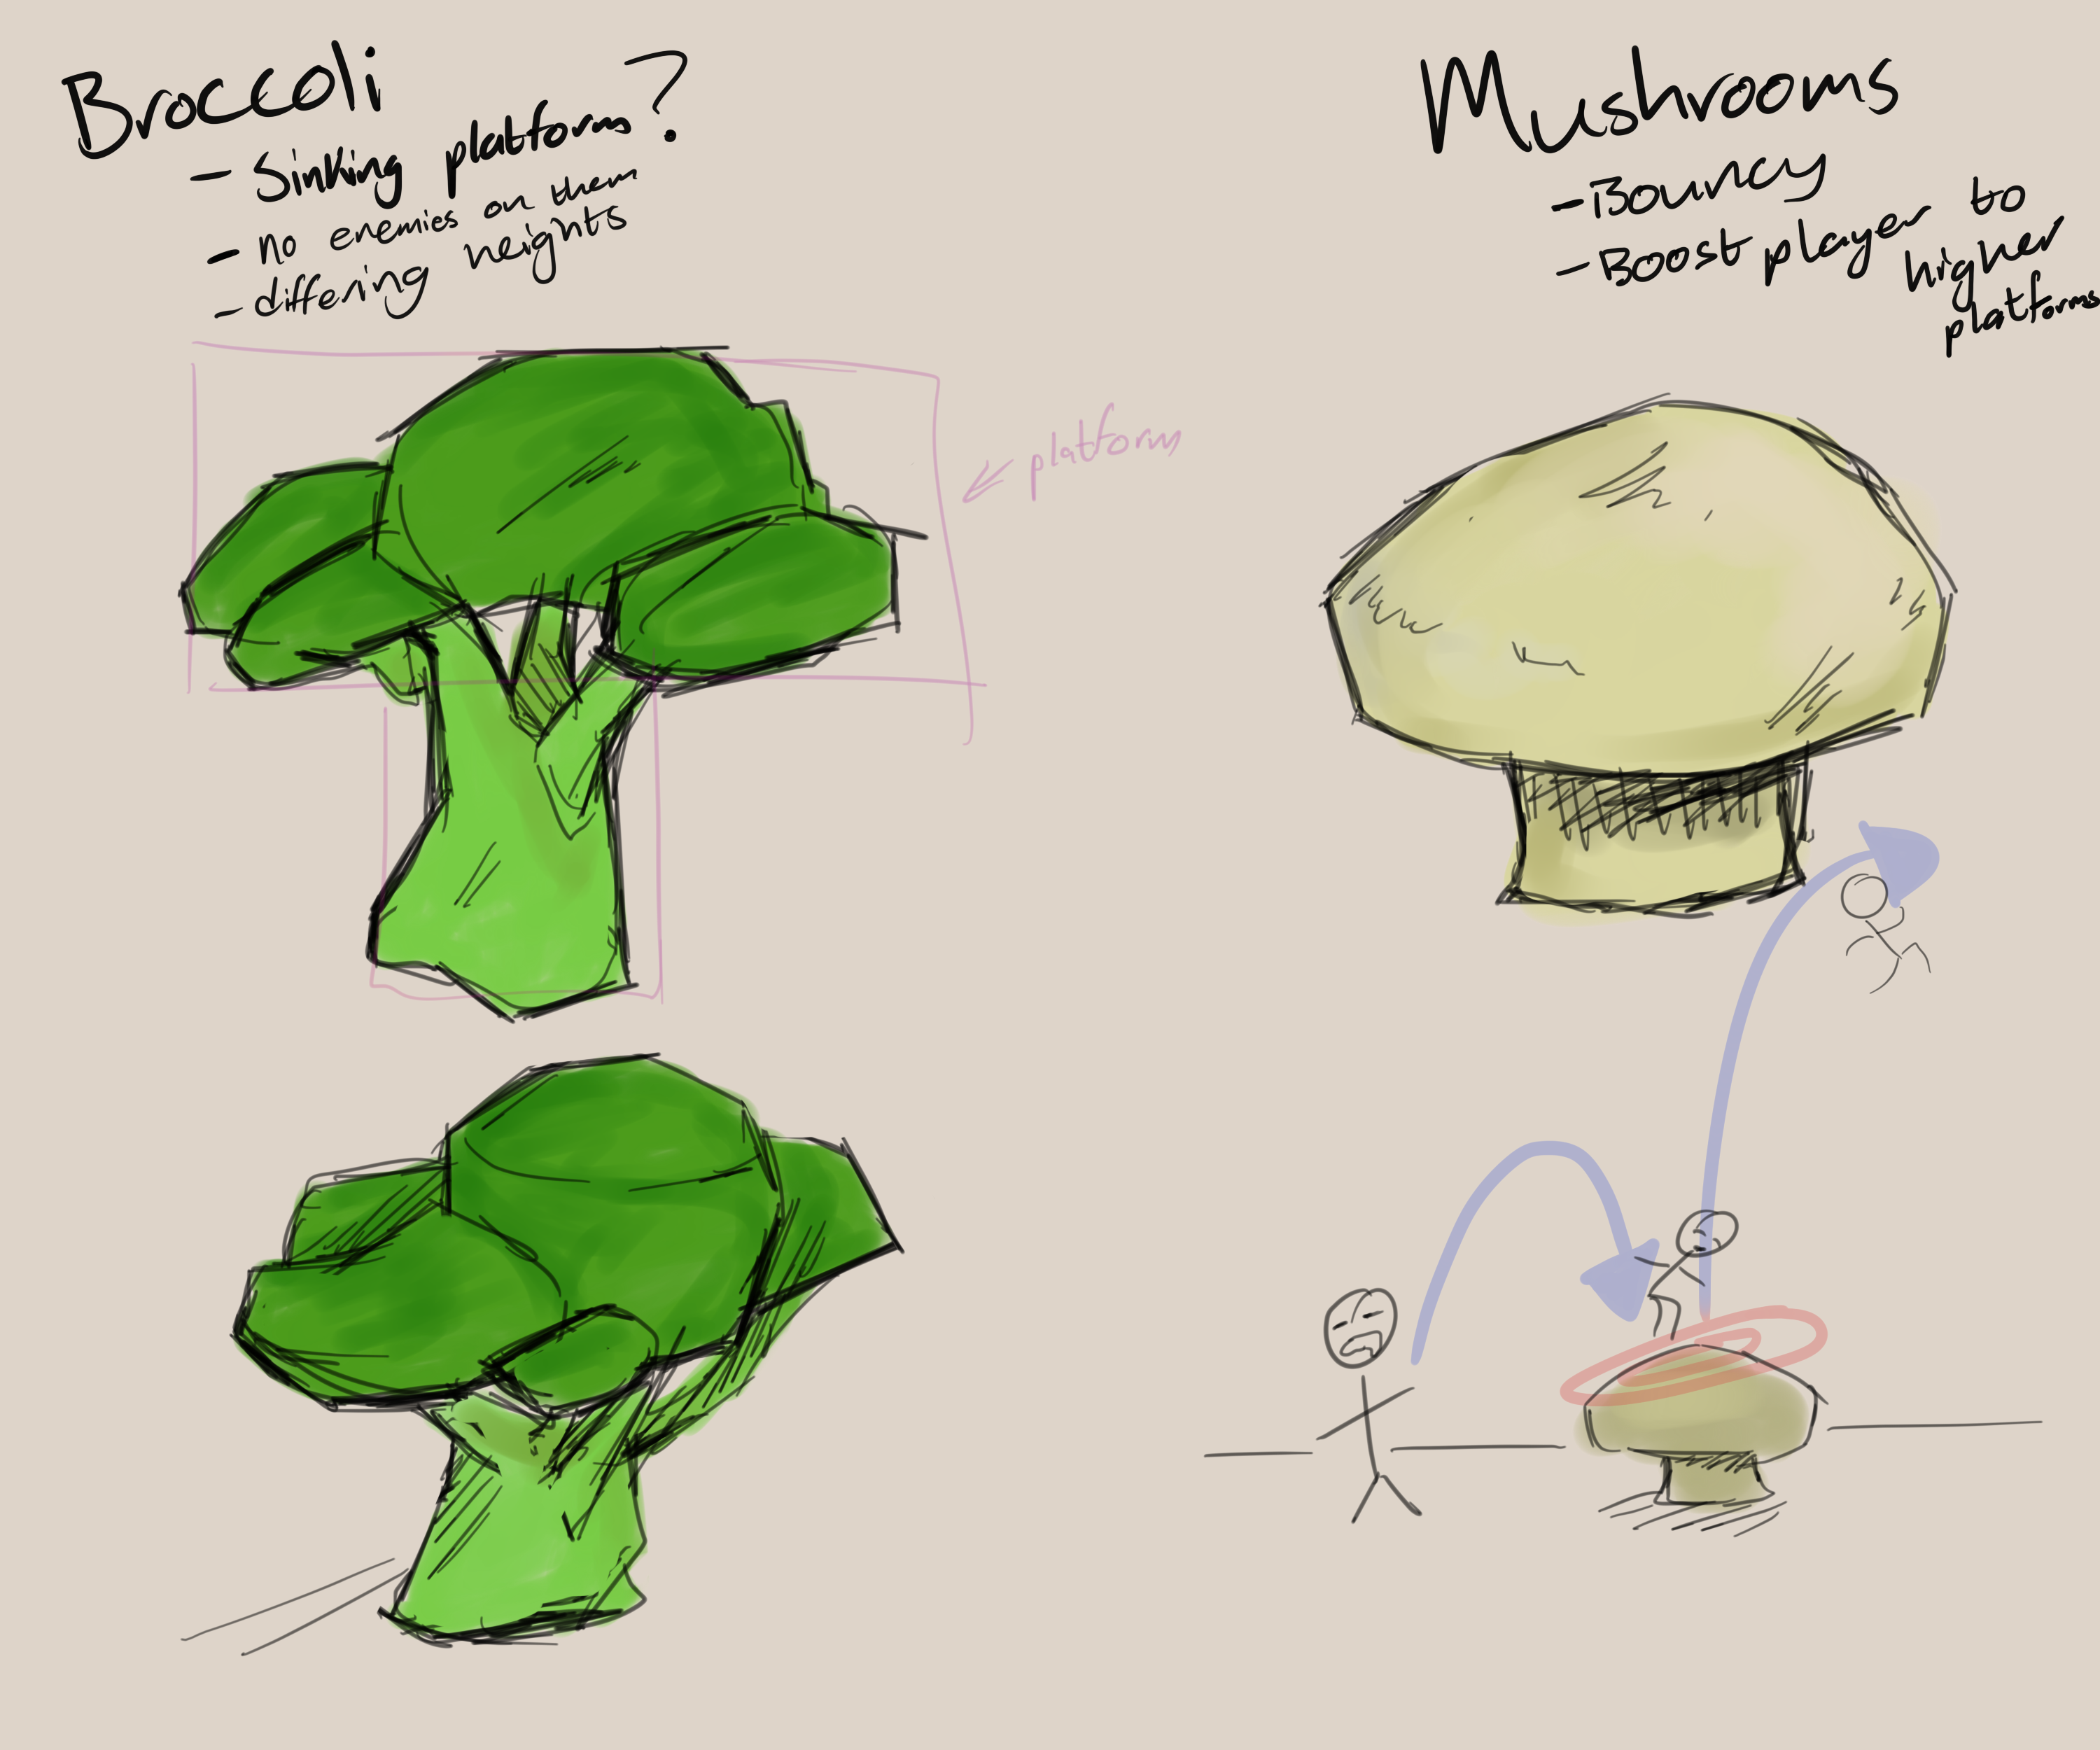 Broccoli
- Sinking platforms?
- no enemies on them
- differing heights
platform
Mushrooms
- Bouncy
- Boost player to
higher
platforms